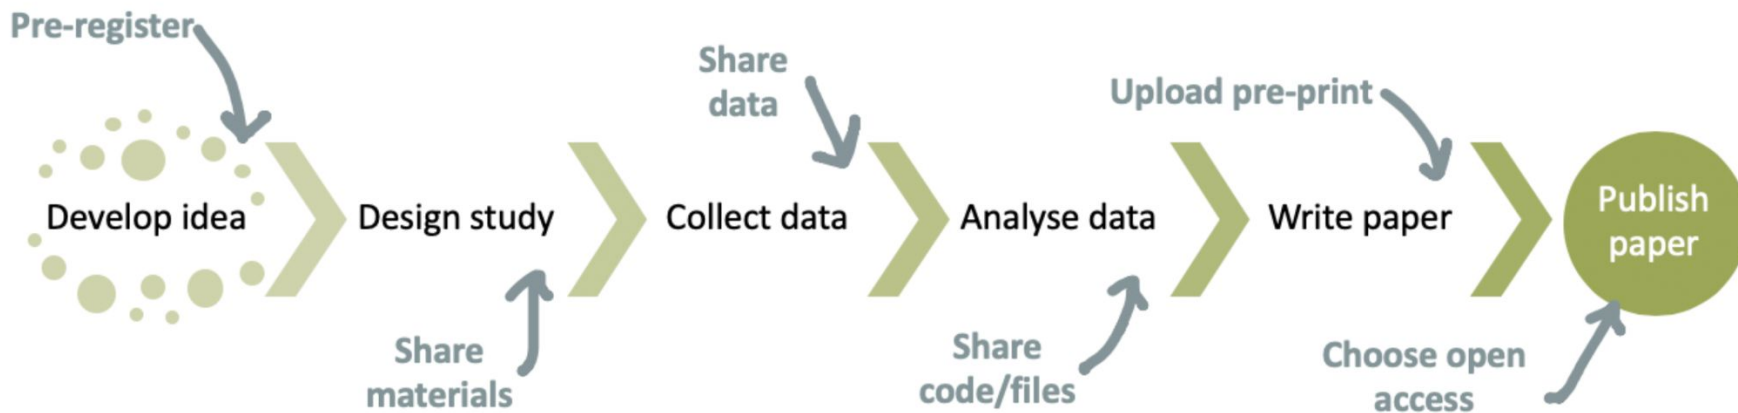 Pre-register
Share
data
Upload pre-print
Develop idea
Design study
Collect data
Analyse data
Write paper
Publish
paper
Share
materials
Share
code/files
Choose open
access